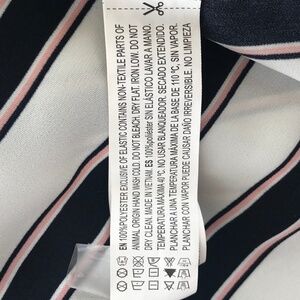 EN 100%POLYESTER EXCLUSIVE OF ELASTIC CONTAINS NON-TEXTILE PARTS OF
ANIMAL ORIGIN HAND WASH COLD. DO NOT BLEACH. DRY FLAT. IRON LOW. DO NOT
DRY CLEAN. MADE IN VIETNAM. ES 100%poliéster SIN ELÁSTICO LAVAR A MANO.
TEMPERATURA MÁXIMA 40°C. NO USAR BLANQUEADOR. SECADO EXTENDIDO.
PLANCHAR A UNA TEMPERATURA MÁXIMA DE LA BASE DE 110 °C, SIN VAPOR.
PLANCHAR A VAPOR PUEDE CAUSAR DAÑO IRREVERSIBLE. NO LIMPIEZA